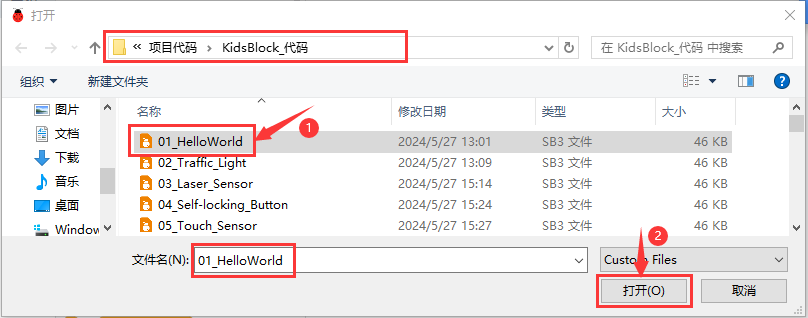 打开
« 项目代码 › KidsBlock_代码
在 KidsBlock_代码 中搜索
组织 新建文件夹
名称 修改日期 类型 大小
图片
文档
下载
音乐
桌面
Window
01_HelloWorld 2024/5/27 13:01 SB3 文件 46 KB
02_Traffic_Light 2024/5/27 13:09 SB3 文件 46 KB
03_Laser_Sensor 2024/5/27 15:14 SB3 文件 46 KB
04_Self-locking_Button 2024/5/27 15:24 SB3 文件 46 KB
05_Touch_Sensor 2024/5/27 15:27 SB3 文件 46 KB
1
文件名(N): 01_HelloWorld
Custom Files
2
打开(O) 取消